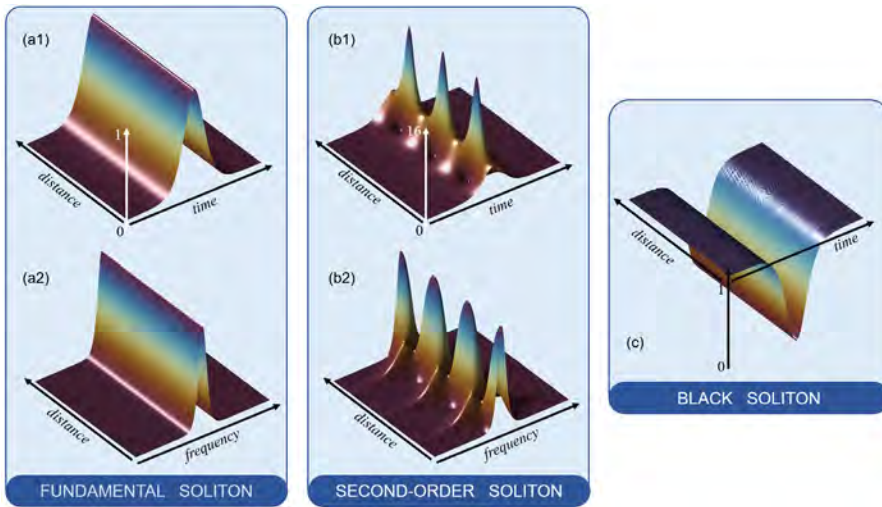 (a1)
1
0
distance
time
(a2)
distance
frequency
FUNDAMENTAL SOLITON
(b1)
16
0
distance
time
(b2)
distance
frequency
SECOND-ORDER SOLITON
distance
time
1
0
(c)
BLACK SOLITON